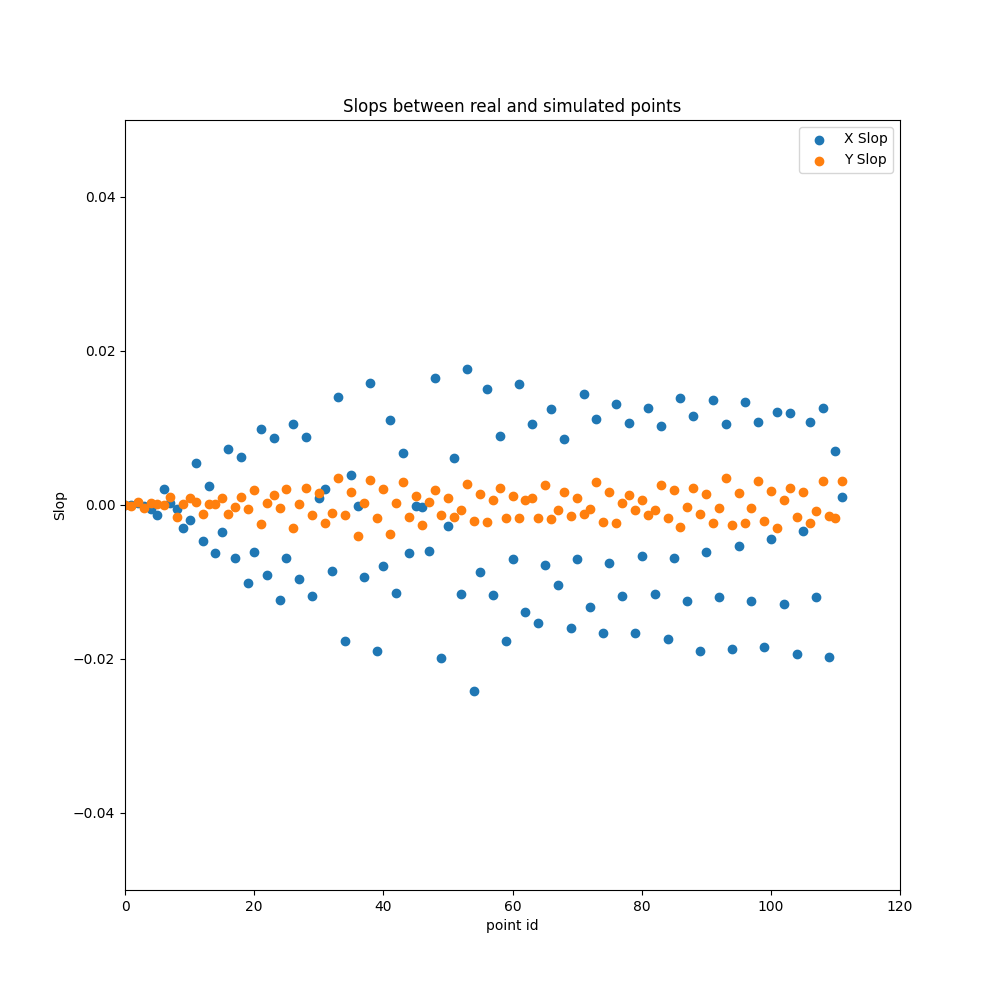 Slops between real and simulated points
X Slop
Y Slop
0.04
0.02
0.00
−0.02
−0.04
Slop
0 20 40 60 80 100 120
point id